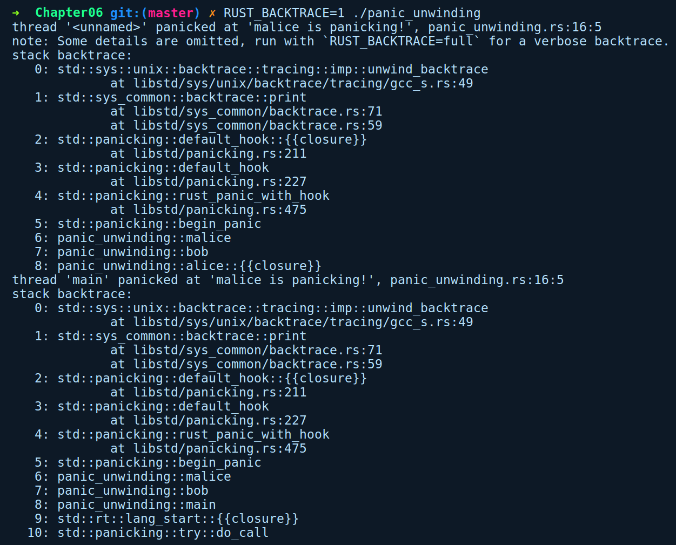 ➜  Chapter06 git:(master) ✗ RUST_BACKTRACE=1 ./panic_unwinding
thread '<unnamed>' panicked at 'malice is panicking!', panic_unwinding.rs:16:5
note: Some details are omitted, run with `RUST_BACKTRACE=full` for a verbose backtrace.
stack backtrace:
   0: std::sys::unix::backtrace::tracing::imp::unwind_backtrace
             at libstd/sys/unix/backtrace/tracing/gcc_s.rs:49
   1: std::sys_common::backtrace::print
             at libstd/sys_common/backtrace.rs:71
             at libstd/sys_common/backtrace.rs:59
   2: std::panicking::default_hook::{{closure}}
             at libstd/panicking.rs:211
   3: std::panicking::default_hook
             at libstd/panicking.rs:227
   4: std::panicking::rust_panic_with_hook
             at libstd/panicking.rs:475
   5: std::panicking::begin_panic
   6: panic_unwinding::malice
   7: panic_unwinding::bob
   8: panic_unwinding::alice::{{closure}}
thread 'main' panicked at 'malice is panicking!', panic_unwinding.rs:16:5
stack backtrace:
   0: std::sys::unix::backtrace::tracing::imp::unwind_backtrace
             at libstd/sys/unix/backtrace/tracing/gcc_s.rs:49
   1: std::sys_common::backtrace::print
             at libstd/sys_common/backtrace.rs:71
             at libstd/sys_common/backtrace.rs:59
   2: std::panicking::default_hook::{{closure}}
             at libstd/panicking.rs:211
   3: std::panicking::default_hook
             at libstd/panicking.rs:227
   4: std::panicking::rust_panic_with_hook
             at libstd/panicking.rs:475
   5: std::panicking::begin_panic
   6: panic_unwinding::malice
   7: panic_unwinding::bob
   8: panic_unwinding::main
   9: std::rt::lang_start::{{closure}}
  10: std::panicking::try::do_call